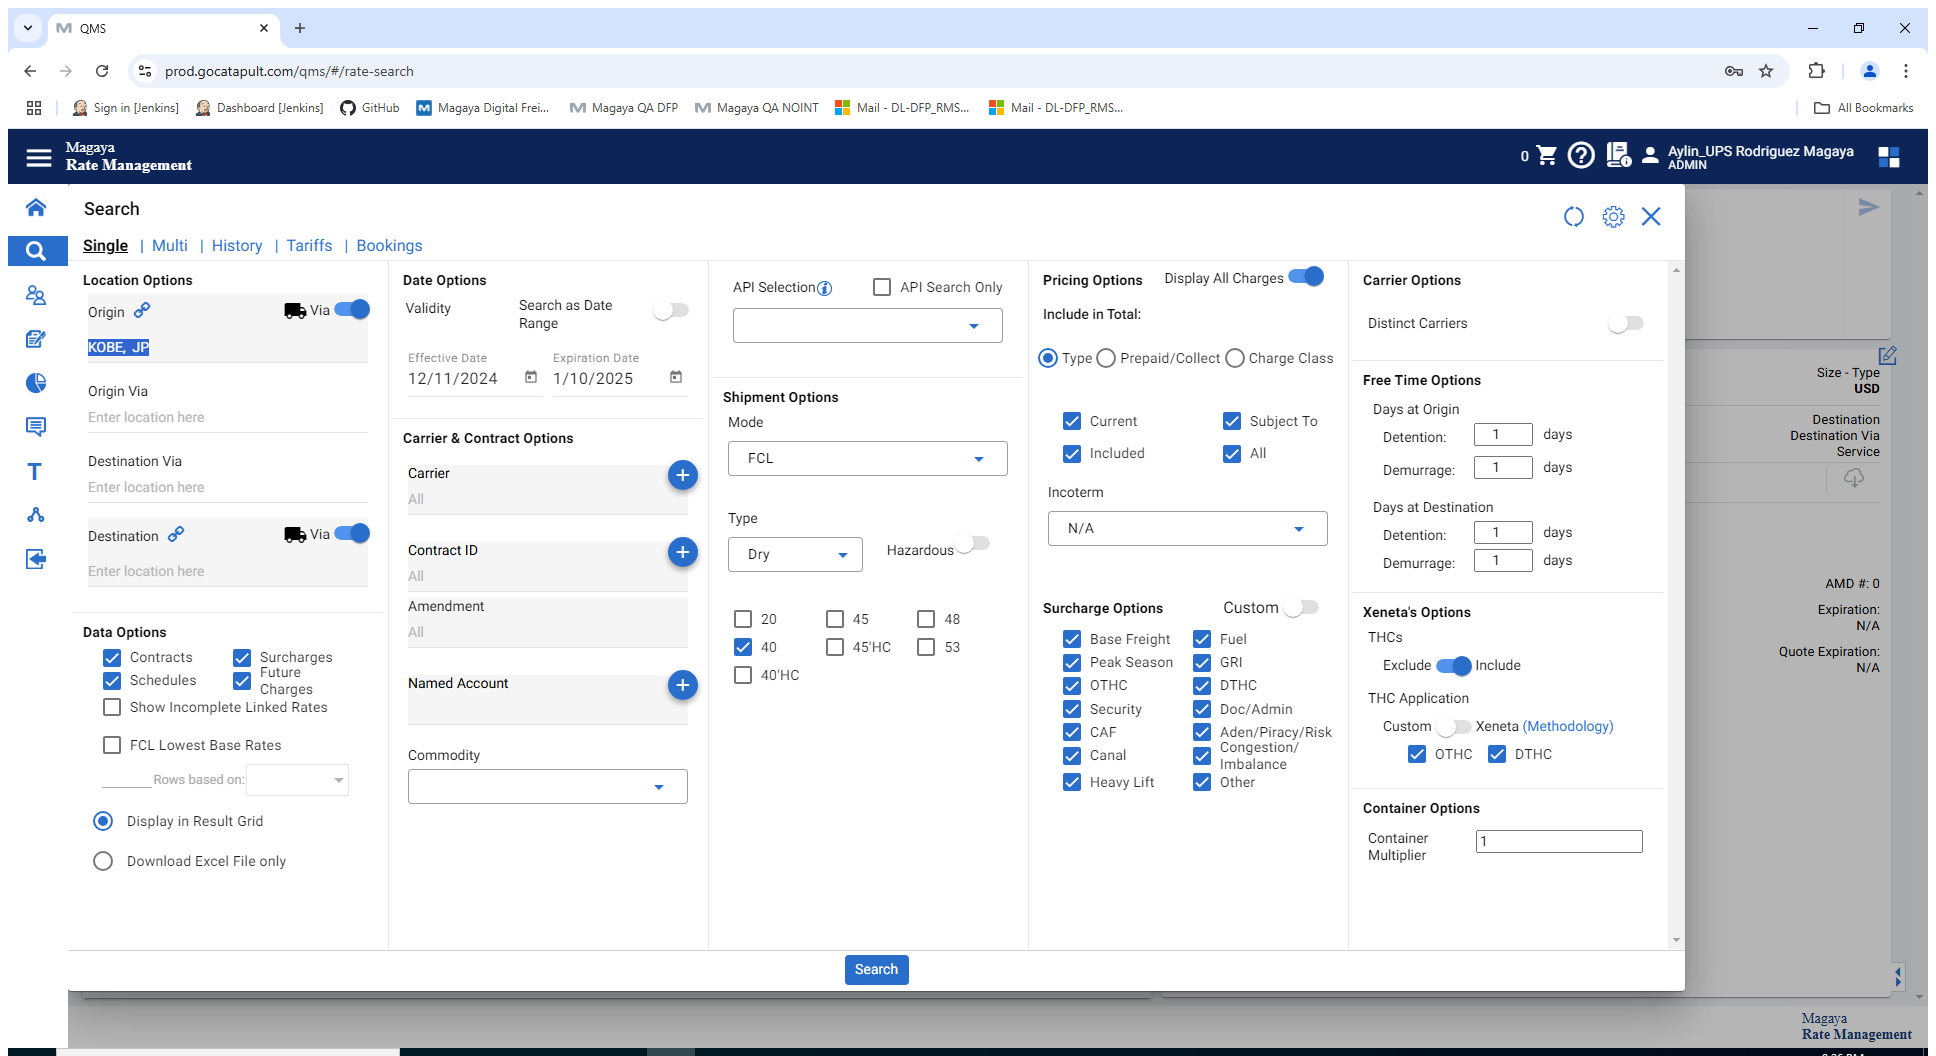 QMS
prod.gocatapult.com/qms/#/rate-search
Sign in [Jenkins]
Dashboard [Jenkins]
GitHub
Magaya Digital Frei...
Magaya QA DFP
Magaya QA NOINT
Mail - DL-DFP_RMS...
Mail - DL-DFP_RMS...
All Bookmarks
Magaya
Rate Management
0
Aylin_UPS Rodriguez Magaya
ADMIN
Search
Single | Multi | History | Tariffs | Bookings
Location Options
Origin
Via
KOBE, JP
Origin Via
Enter location here
Destination Via
Enter location here
Destination
Via
Enter location here
Data Options
Contracts
Surcharges
Schedules
Future
Charges
Show Incomplete Linked Rates
FCL Lowest Base Rates
Rows based on:
Display in Result Grid
Download Excel File only
Date Options
Validity
Search as Date
Range
Effective Date
Expiration Date
12/11/2024
1/10/2025
Carrier & Contract Options
Carrier
All
Contract ID
All
Amendment
All
Named Account
Commodity
API Selection
API Search Only
Shipment Options
Mode
FCL
Type
Dry
Hazardous
20
45
48
40
45'HC
53
40'HC
Pricing Options
Display All Charges
Include in Total:
Type
Prepaid/Collect
Charge Class
Current
Subject To
Included
All
Incoterm
N/A
Surcharge Options
Custom
Base Freight
Fuel
Peak Season
GRI
OTHC
DTHC
Security
Doc/Admin
CAF
Aden/Piracy/Risk
Canal
Congestion/
Imbalance
Heavy Lift
Other
Carrier Options
Distinct Carriers
Free Time Options
Days at Origin
Detention: 1 days
Demurrage: 1 days
Days at Destination
Detention: 1 days
Demurrage: 1 days
Xeneta's Options
THCs
Exclude
Include
THC Application
Custom
Xeneta (Methodology)
OTHC
DTHC
Container Options
Container
Multiplier
1
Search
Size - Type
USD
Destination
Destination Via
Service
AMD #: 0
Expiration:
N/A
Quote Expiration:
N/A
Magaya
Rate Management